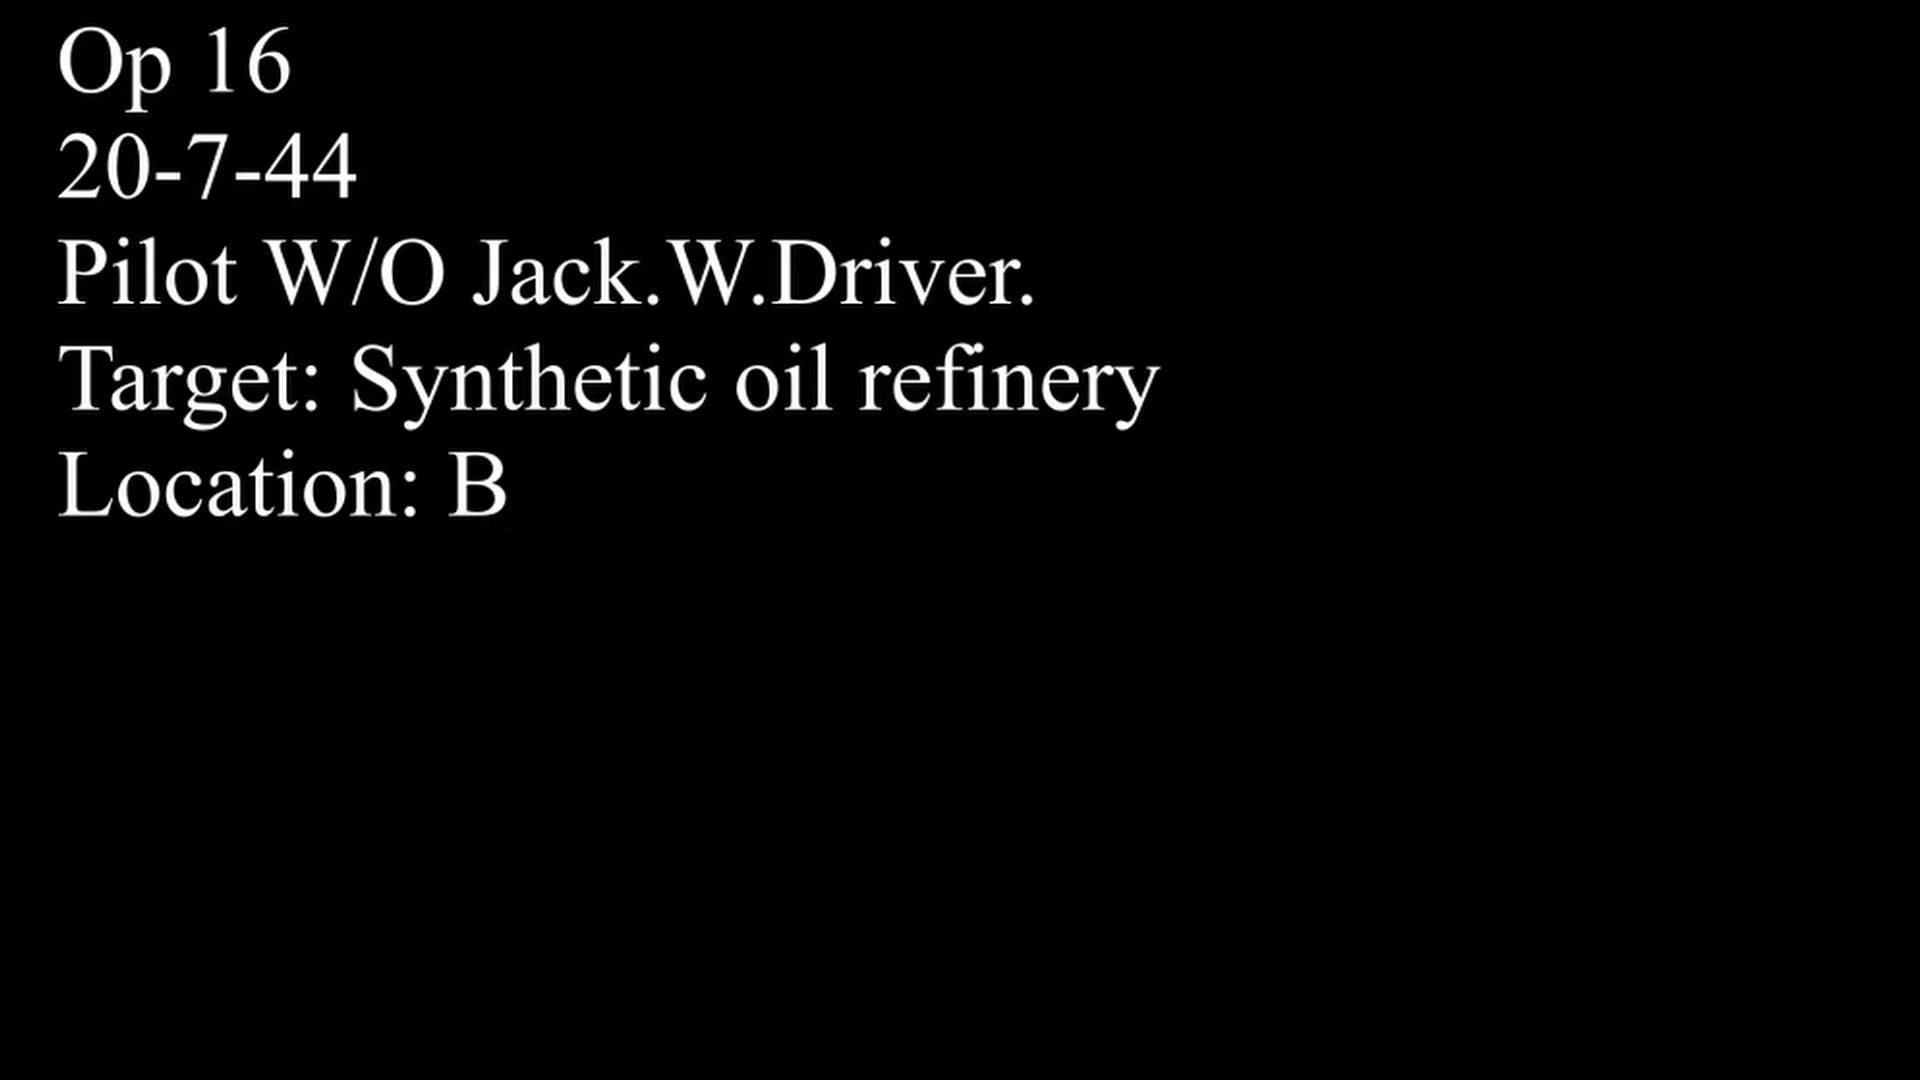 Op 16
20-7-44
Pilot W/O Jack.W.Driver.
Target: Synthetic oil refinery
Location: B